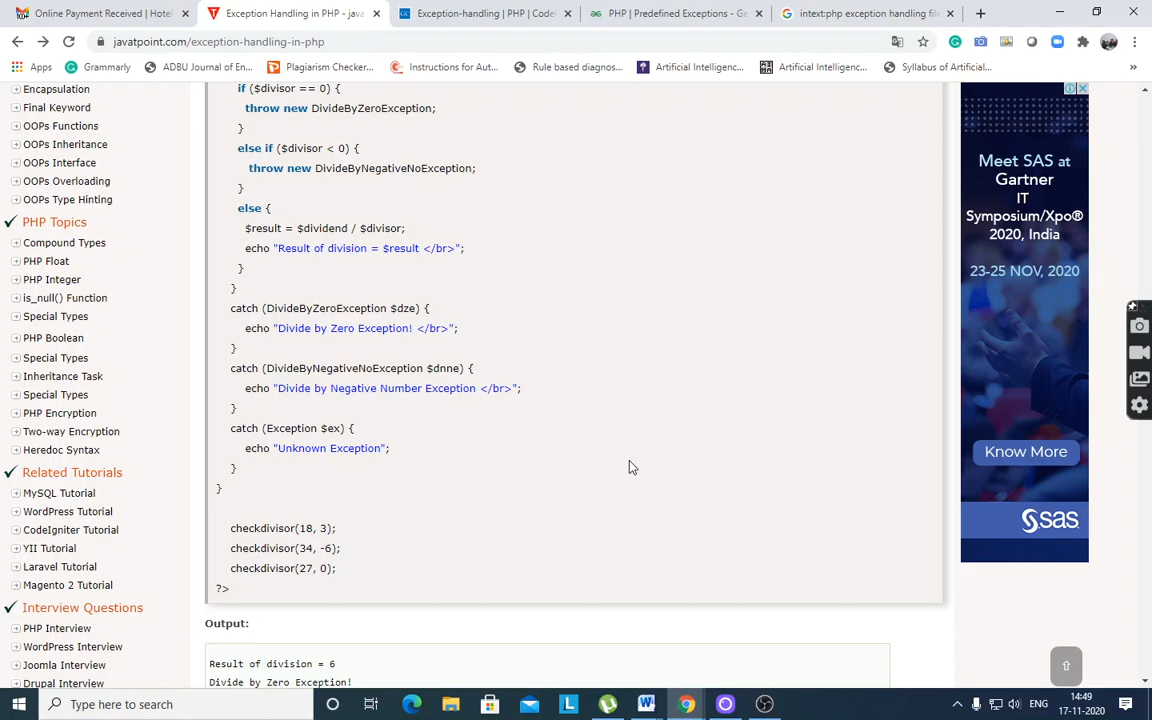 Online Payment Received | Hotel
Exception Handling in PHP - java
Exception-handling | PHP | Codel
PHP | Predefined Exceptions - Ge
intext:php exception handling file
javatpoint.com/exception-handling-in-php
Apps
Grammarly
ADBU Journal of En...
Plagiarism Checker...
Instructions for Aut...
Rule based diagnos...
Artificial Intelligenc...
Artificial Intelligenc...
Syllabus of Artificial...
»
Encapsulation
Final Keyword
OOPs Functions
OOPs Inheritance
OOPs Interface
OOPs Overloading
OOPs Type Hinting
PHP Topics
Compound Types
PHP Float
PHP Integer
is_null() Function
Special Types
PHP Boolean
Special Types
Inheritance Task
Special Types
PHP Encryption
Two-way Encryption
Heredoc Syntax
Related Tutorials
MySQL Tutorial
WordPress Tutorial
CodeIgniter Tutorial
YII Tutorial
Laravel Tutorial
Magento 2 Tutorial
Interview Questions
PHP Interview
WordPress Interview
Joomla Interview
Drupal Interview
if ($divisor == 0) {
throw new DivideByZeroException;
}
else if ($divisor < 0) {
throw new DivideByNegativeNoException;
}
else {
$result = $dividend / $divisor;
echo "Result of division = $result </br>";
}
}
catch (DivideByZeroException $dze) {
echo "Divide by Zero Exception! </br>";
}
catch (DivideByNegativeNoException $dnne) {
echo "Divide by Negative Number Exception </br>";
}
catch (Exception $ex) {
echo "Unknown Exception";
}
}
checkdivisor(18, 3);
checkdivisor(34, -6);
checkdivisor(27, 0);
?>
Output:
Result of division = 6
Divide by Zero Exception!
Meet SAS at
Gartner
IT
Symposium/Xpo®
2020, India
23-25 NOV, 2020
Know More
sas
Type here to search
ENG
14:49
17-11-2020